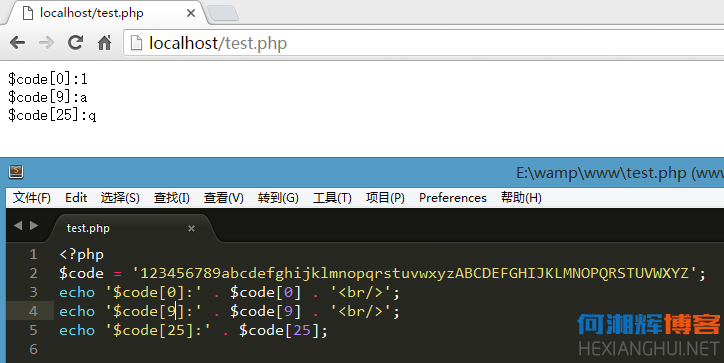 localhost/test.php
localhost/test.php
$code[0]:1
$code[9]:a
$code[25]:q
E:\wamp\www\test.php (ww
文件(F) Edit 选择(S) 查找(I) 查看(V) 转到(G) 工具(T) 项目(P) Preferences 帮助(H)
test.php
1 <?php
2 $code = '123456789abcdefghijklmnopqrstuvwxyzABCDEFGHIJKLMNOPQRSTUVWXYZ';
3 echo '$code[0]:' . $code[0] . '<br/>';
4 echo '$code[9]:' . $code[9] . '<br/>';
5 echo '$code[25]:' . $code[25];
6
何湘辉博客
HEXIANGHUI.NET